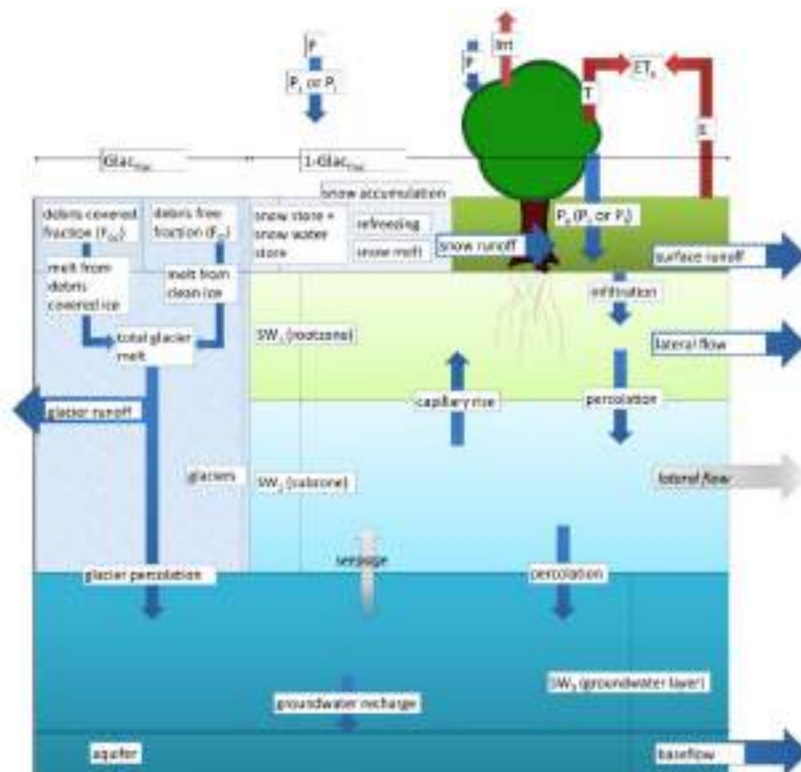 P
Int
P
P_s or P_l
T
ET_a
E
Glac_frac
1-Glac_frac
snow accumulation
debris covered
fraction (F_DC)
debris free
fraction (F_CI)
snow store +
snow water
store
refreezing
snow melt
snow runoff
P_e (P_s or P_l)
surface runoff
melt from
debris
covered ice
melt from
clean ice
infiltration
total glacier
melt
SW_1 (rootzone)
lateral flow
capillary rise
percolation
glacier runoff
glaciers
SW_2 (subzone)
lateral flow
seepage
glacier percolation
percolation
SW_3 (groundwater layer)
groundwater recharge
aquifer
baseflow